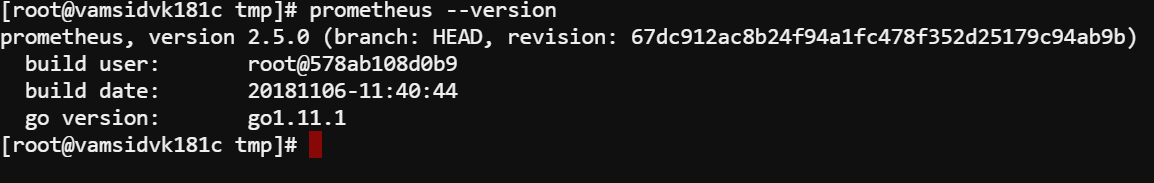 [root@vamsidvk181c tmp]# prometheus --version
prometheus, version 2.5.0 (branch: HEAD, revision: 67dc912ac8b24f94a1fc478f352d25179c94ab9b)
  build user:       root@578ab108d0b9
  build date:       20181106-11:40:44
  go version:       go1.11.1
[root@vamsidvk181c tmp]#